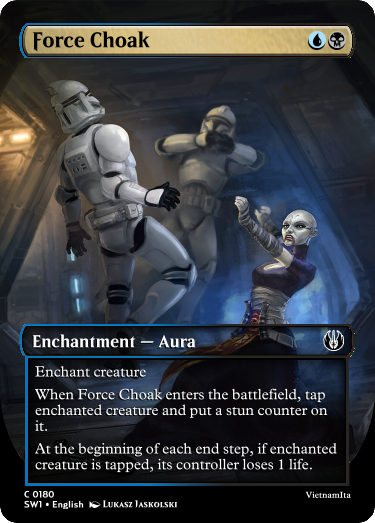 Force Choak
Enchantment — Aura
Enchant creature
When Force Choak enters the battlefield, tap
enchanted creature and put a stun counter on
it.
At the beginning of each end step, if enchanted
creature is tapped, its controller loses 1 life.
C 0180
VietnamIta
SW1 • English Lukasz Jaskolski